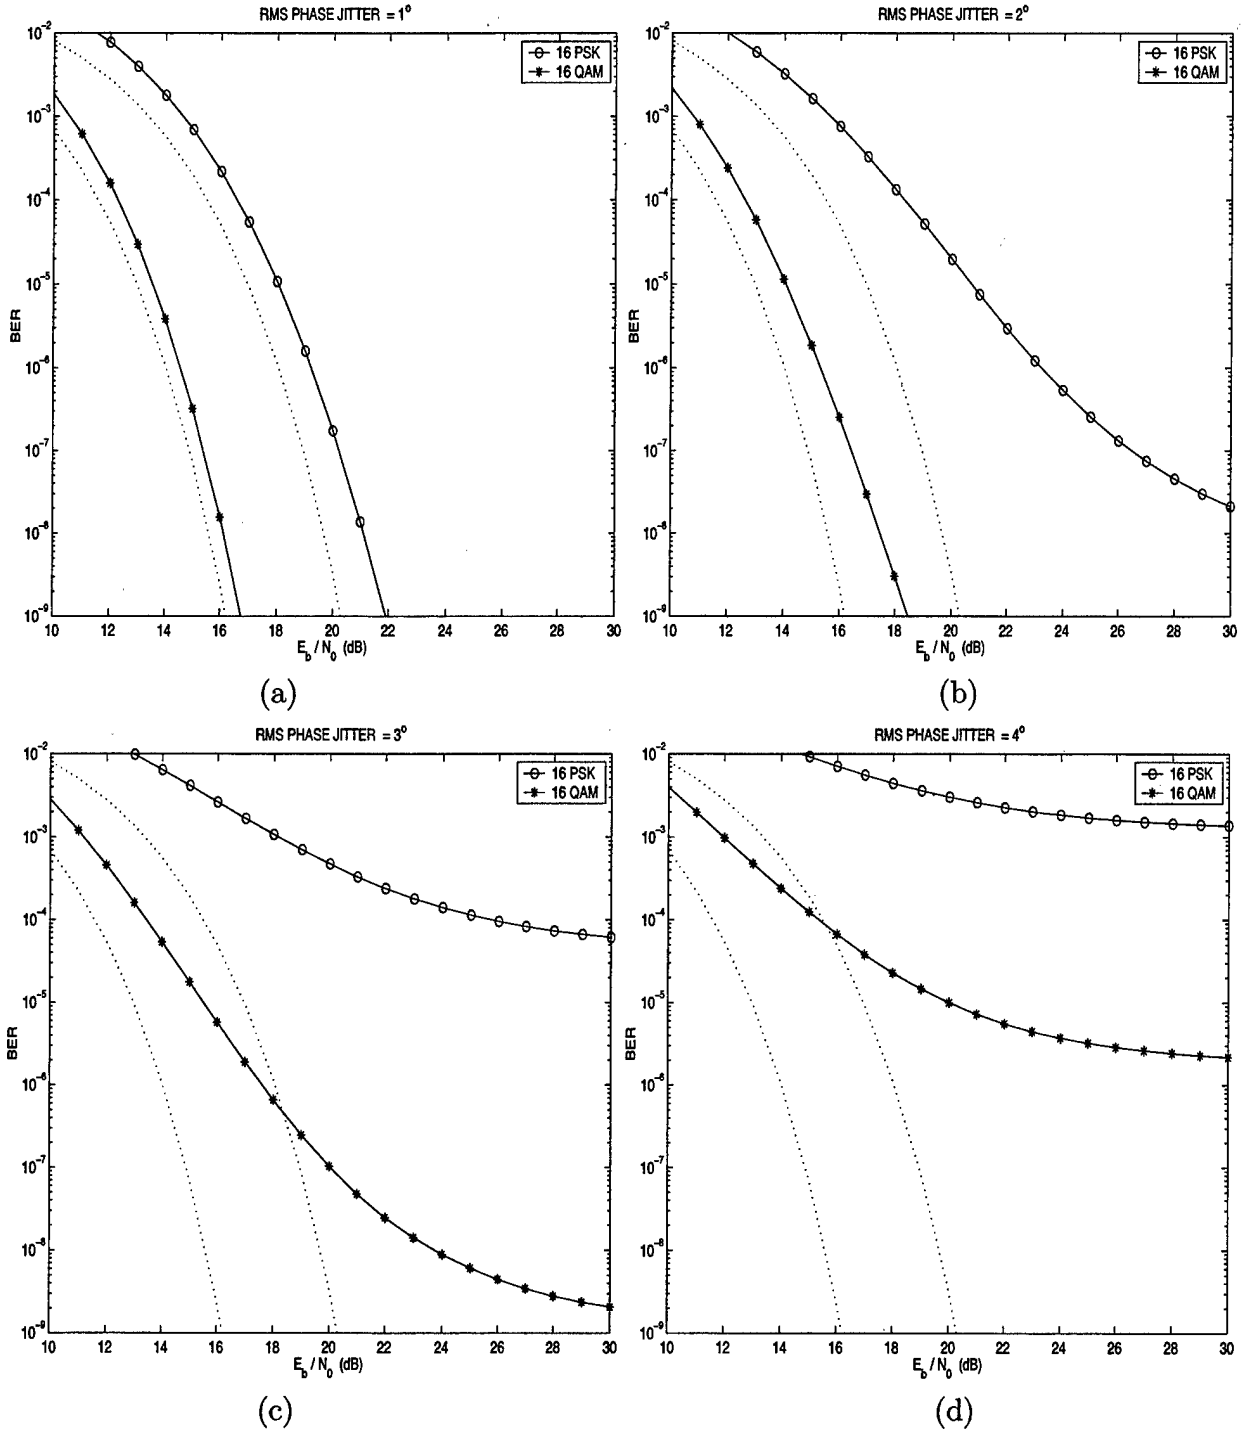 RMS PHASE JITTER = 1°
16 PSK
16 QAM
BER
10⁻²
10⁻³
10⁻⁴
10⁻⁵
10⁻⁶
10⁻⁷
10⁻⁸
10⁻⁹
10 12 14 16 18 20 22 24 26 28 30
E_b / N_0 (dB)
(a)
RMS PHASE JITTER = 2°
16 PSK
16 QAM
BER
10⁻²
10⁻³
10⁻⁴
10⁻⁵
10⁻⁶
10⁻⁷
10⁻⁸
10⁻⁹
10 12 14 16 18 20 22 24 26 28 30
E_b / N_0 (dB)
(b)
RMS PHASE JITTER = 3°
16 PSK
16 QAM
BER
10⁻²
10⁻³
10⁻⁴
10⁻⁵
10⁻⁶
10⁻⁷
10⁻⁸
10⁻⁹
10 12 14 16 18 20 22 24 26 28 30
E_b / N_0 (dB)
(c)
RMS PHASE JITTER = 4°
16 PSK
16 QAM
BER
10⁻²
10⁻³
10⁻⁴
10⁻⁵
10⁻⁶
10⁻⁷
10⁻⁸
10⁻⁹
10 12 14 16 18 20 22 24 26 28 30
E_b / N_0 (dB)
(d)